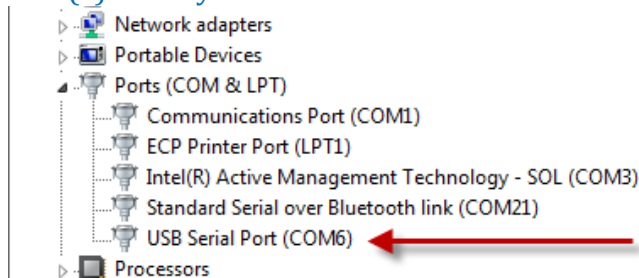 Network adapters
Portable Devices
Ports (COM & LPT)
Communications Port (COM1)
ECP Printer Port (LPT1)
Intel(R) Active Management Technology - SOL (COM3)
Standard Serial over Bluetooth link (COM21)
USB Serial Port (COM6)
Processors